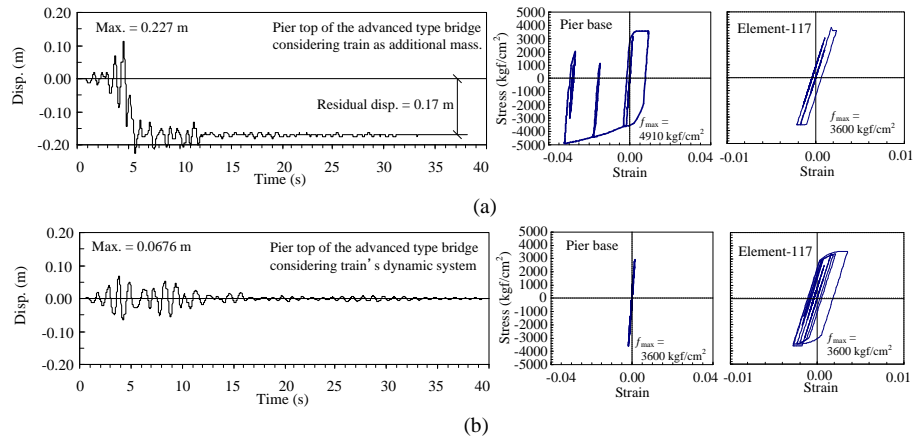 (a)
Max. = 0.227 m
Pier top of the advanced type bridge
considering train as additional mass.
Residual disp. = 0.17 m
Disp. (m)
0.20
0.10
0.00
-0.10
-0.20
0 5 10 15 20 25 30 35 40
Time (s)
Pier base
Stress (kgf/cm2)
5000
4000
3000
2000
1000
0
-1000
-2000
-3000
-4000
-5000
fmax =
4910 kgf/cm2
-0.04 0.00 0.04
Strain
Element-117
fmax =
3600 kgf/cm2
-0.01 0.00 0.01
Strain
(a)
(b)
Max. = 0.0676 m
Pier top of the advanced type bridge
considering train's dynamic system
Disp. (m)
0.20
0.10
0.00
-0.10
-0.20
0 5 10 15 20 25 30 35 40
Time (s)
Pier base
Stress (kgf/cm2)
5000
4000
3000
2000
1000
0
-1000
-2000
-3000
-4000
-5000
fmax =
3600 kgf/cm2
-0.04 0.00 0.04
Strain
Element-117
fmax =
3600 kgf/cm2
-0.01 0.00 0.01
Strain
(b)